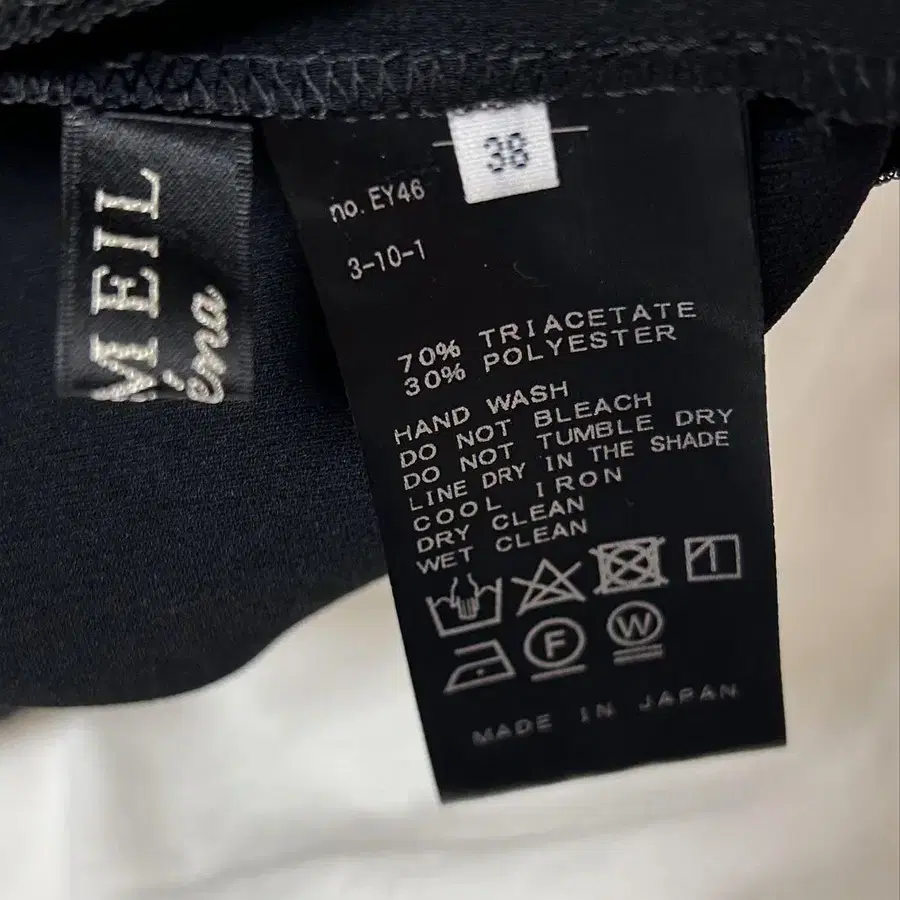 MEIL
éna
38
no. EY46
3-10-1
70% TRIACETATE
30% POLYESTER
HAND WASH
DO NOT BLEACH
DO NOT TUMBLE DRY
LINE DRY IN THE SHADE
COOL IRON
DRY CLEAN
WET CLEAN
F
W
MADE IN JAPAN